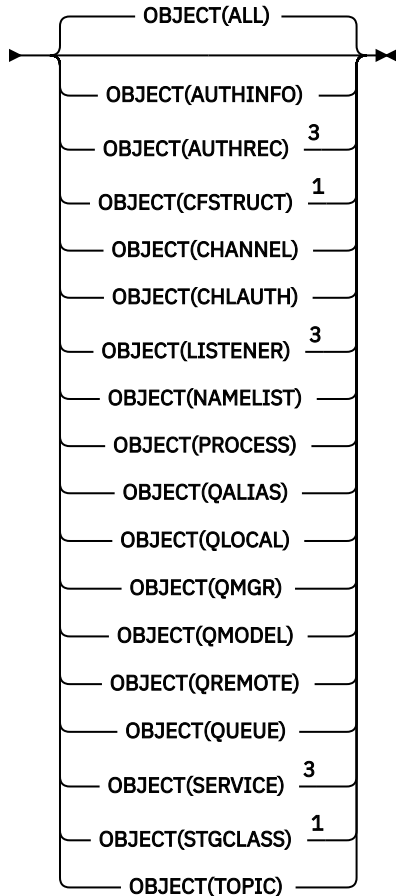 OBJECT(ALL)
OBJECT(AUTHINFO)
OBJECT(AUTHREC) 3
OBJECT(CFSTRUCT) 1
OBJECT(CHANNEL)
OBJECT(CHLAUTH)
OBJECT(LISTENER) 3
OBJECT(NAMELIST)
OBJECT(PROCESS)
OBJECT(QALIAS)
OBJECT(QLOCAL)
OBJECT(QMGR)
OBJECT(QMODEL)
OBJECT(QREMOTE)
OBJECT(QUEUE)
OBJECT(SERVICE) 3
OBJECT(STGCLASS) 1
OBJECT(TOPIC)